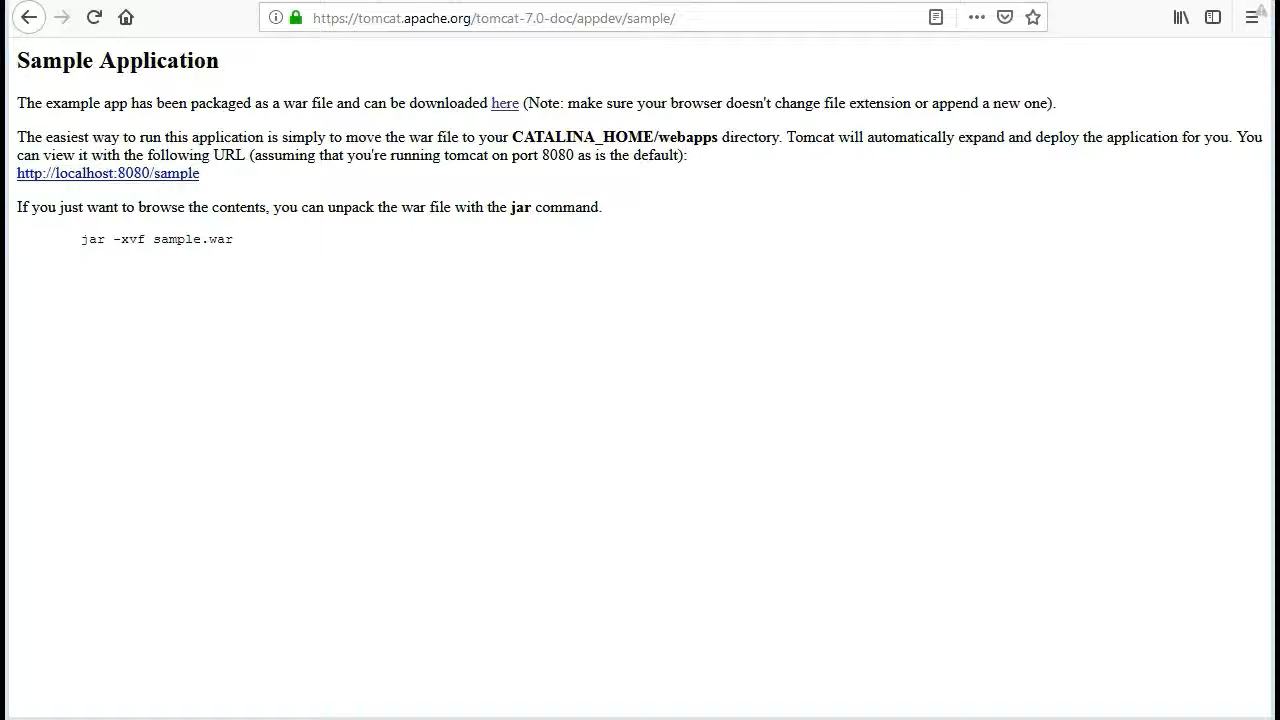 https://tomcat.apache.org/tomcat-7.0-doc/appdev/sample/
Sample Application
The example app has been packaged as a war file and can be downloaded here (Note: make sure your browser doesn't change file extension or append a new one).
The easiest way to run this application is simply to move the war file to your CATALINA_HOME/webapps directory. Tomcat will automatically expand and deploy the application for you. You
can view it with the following URL (assuming that you're running tomcat on port 8080 as is the default):
http://localhost:8080/sample
If you just want to browse the contents, you can unpack the war file with the jar command.
jar -xvf sample.war